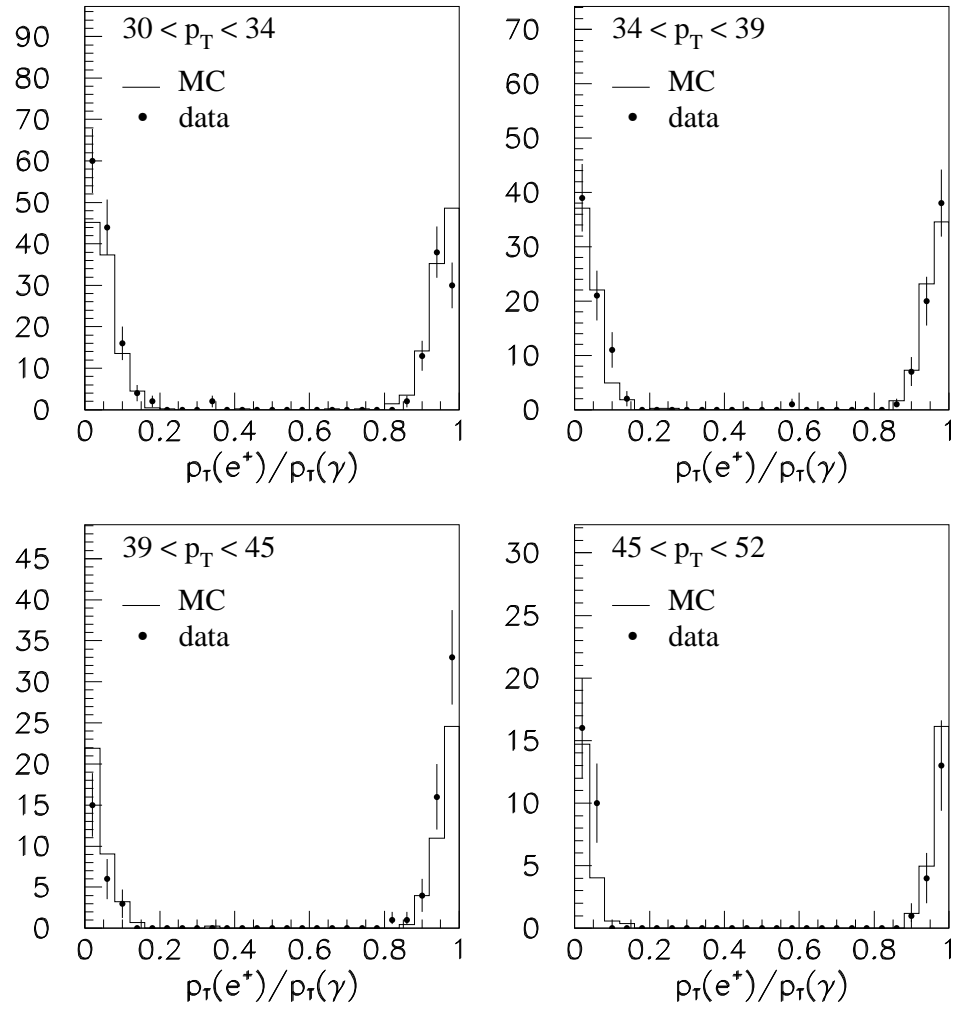 30 < p_T < 34
MC
data
90
80
70
60
50
40
30
20
10
0
0 0.2 0.4 0.6 0.8 1
p_T(e^+)/p_T(γ)
34 < p_T < 39
MC
data
70
60
50
40
30
20
10
0
0 0.2 0.4 0.6 0.8 1
p_T(e^+)/p_T(γ)
39 < p_T < 45
MC
data
45
40
35
30
25
20
15
10
5
0
0 0.2 0.4 0.6 0.8 1
p_T(e^+)/p_T(γ)
45 < p_T < 52
MC
data
30
25
20
15
10
5
0
0 0.2 0.4 0.6 0.8 1
p_T(e^+)/p_T(γ)